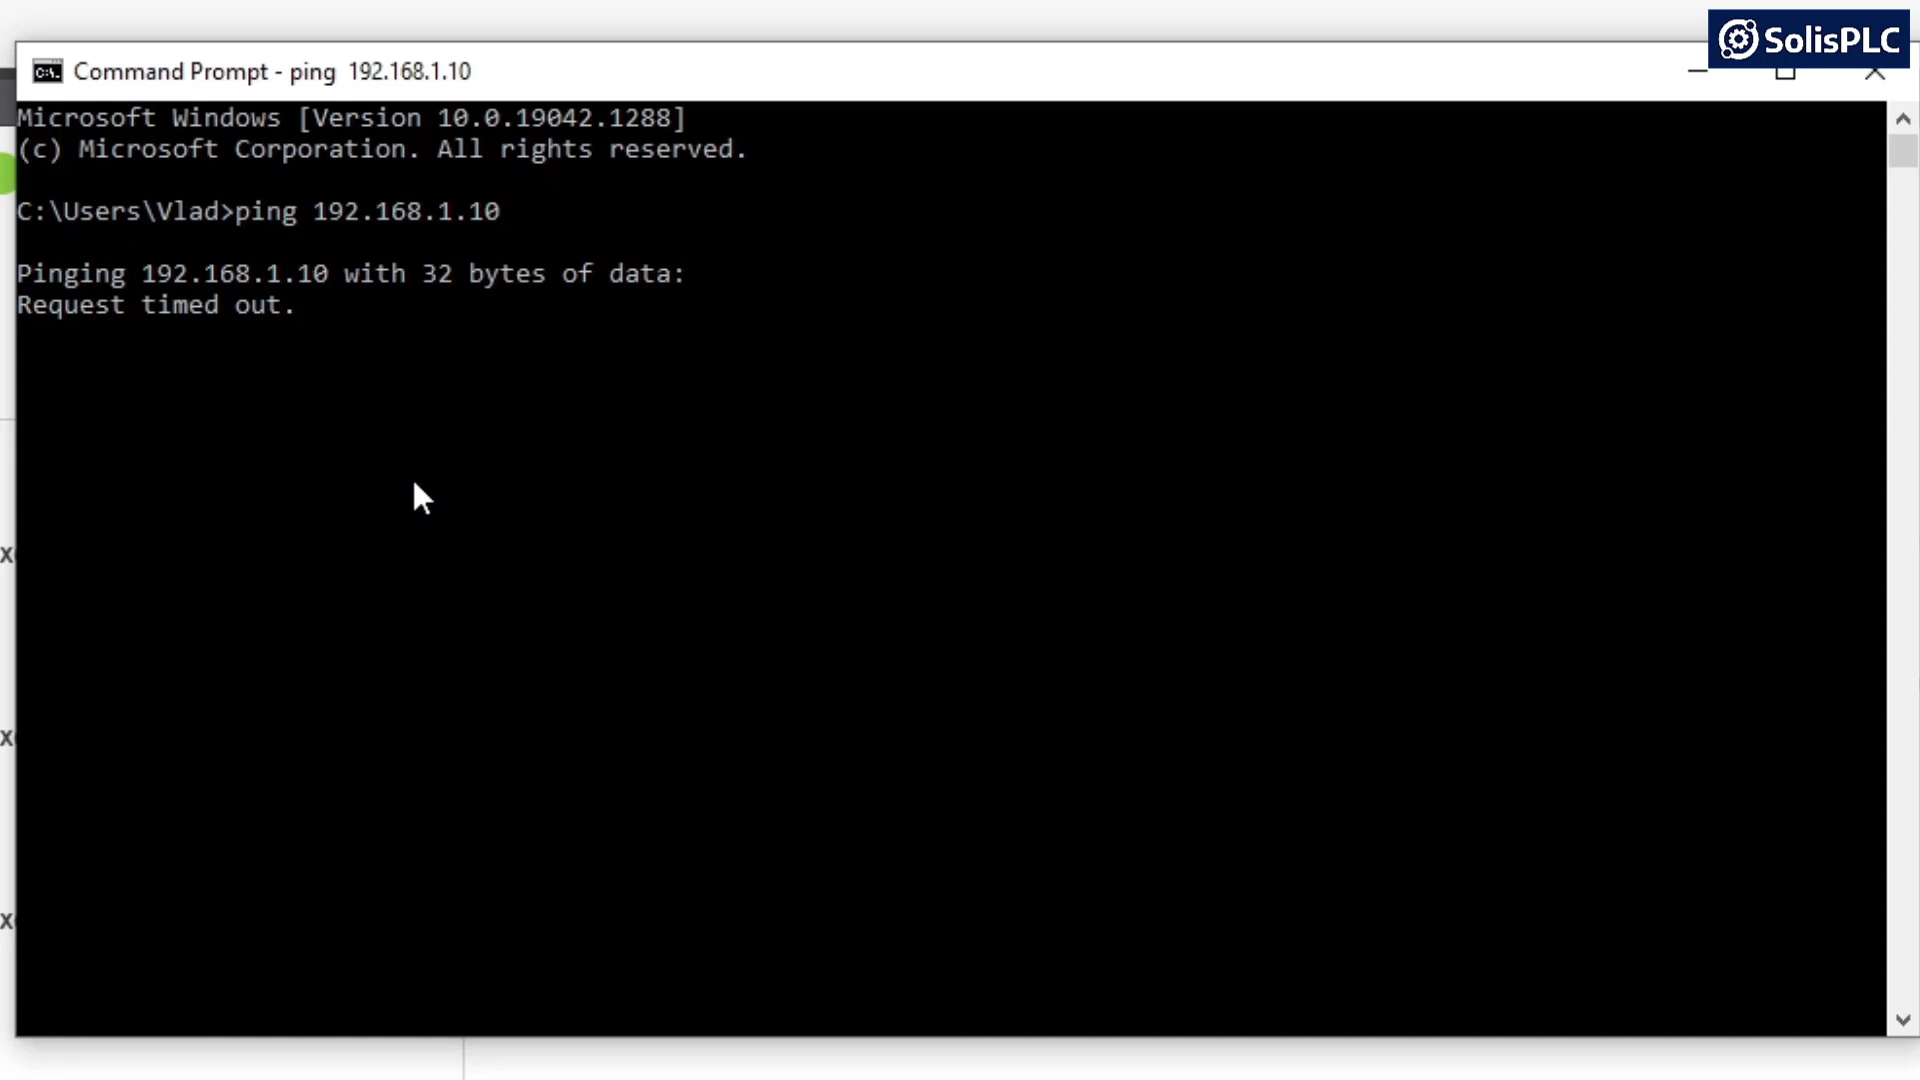 SolisPLC
Command Prompt - ping 192.168.1.10
Microsoft Windows [Version 10.0.19042.1288]
(c) Microsoft Corporation. All rights reserved.
C:\Users\Vlad>ping 192.168.1.10
Pinging 192.168.1.10 with 32 bytes of data:
Request timed out.